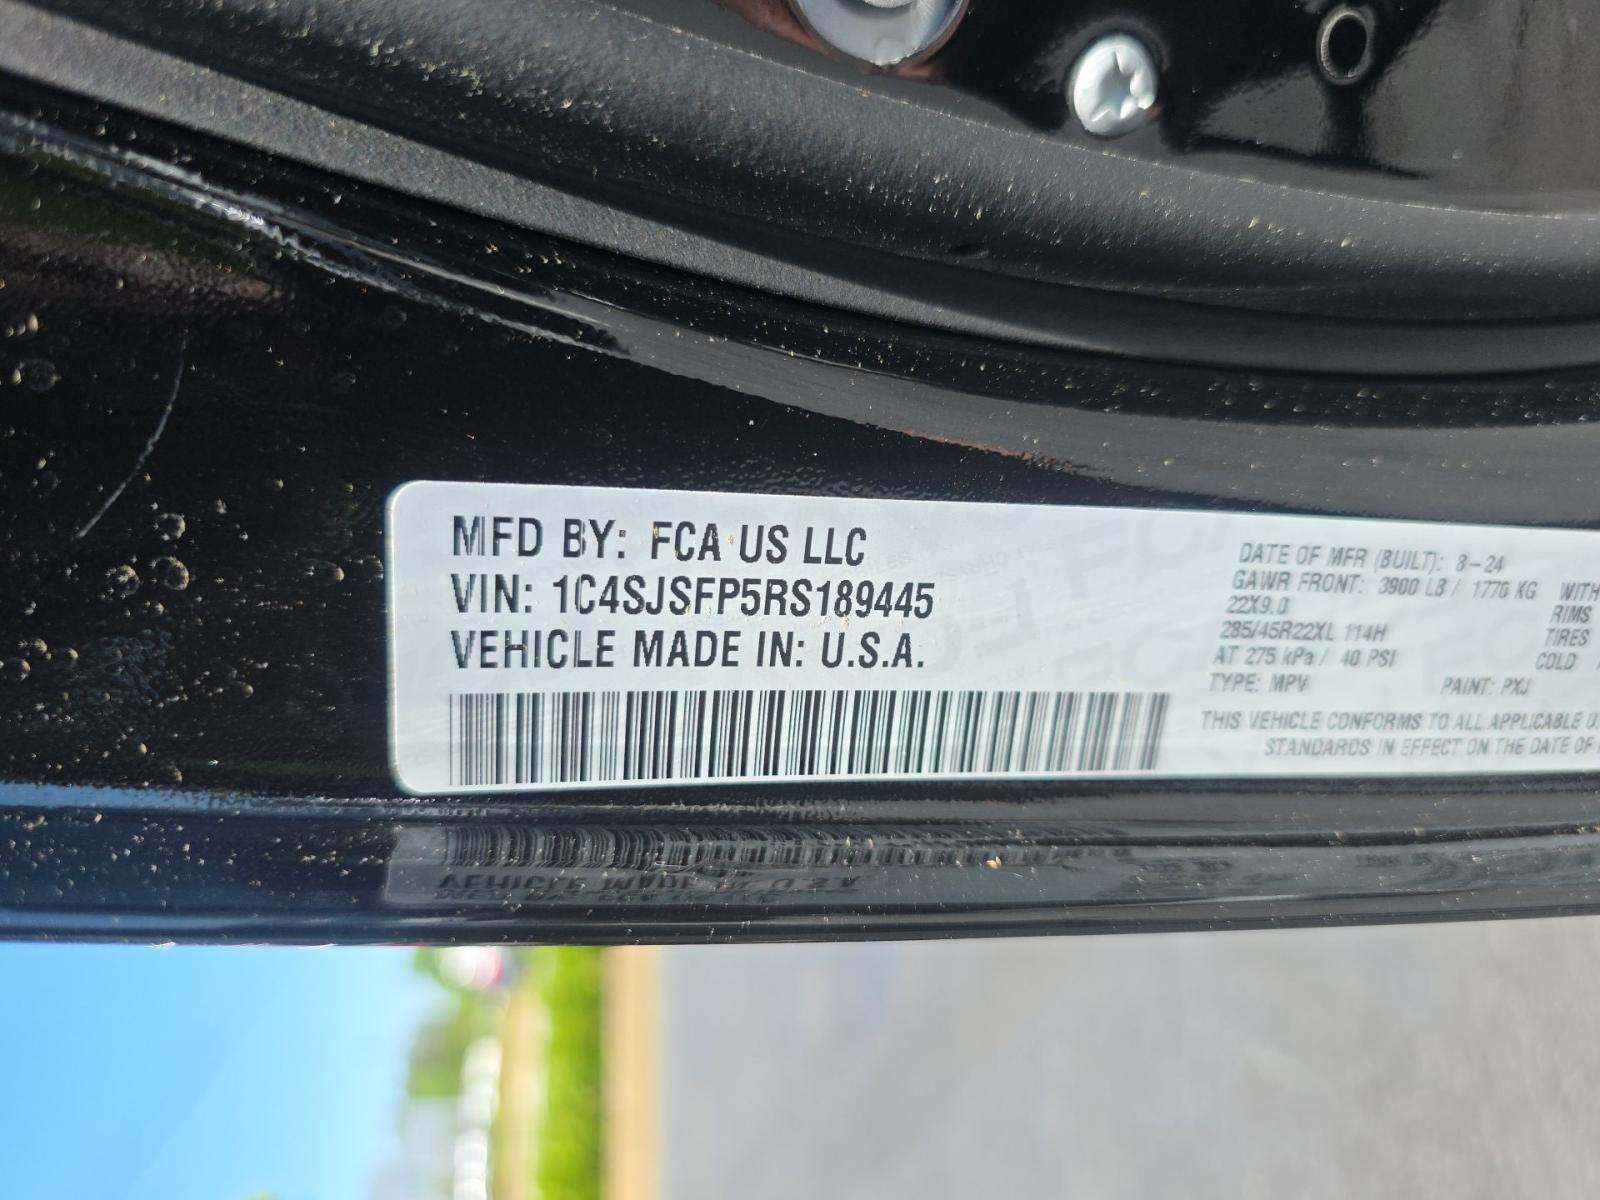 MFD BY: FCA US LLC
VIN: 1C4SJSFP5RS189445
VEHICLE MADE IN: U.S.A.
DATE OF MFR (BUILT): 8-24
GAWR FRONT: 3900 LB / 1770 KG WITH
22X9.0 RIMS
285/45R22XL 114H TIRES
AT 275 kPa / 40 PSI COLD
TYPE: MPV PAINT: PXJ
THIS VEHICLE CONFORMS TO ALL APPLICABLE U
STANDARDS IN EFFECT ON THE DATE OF